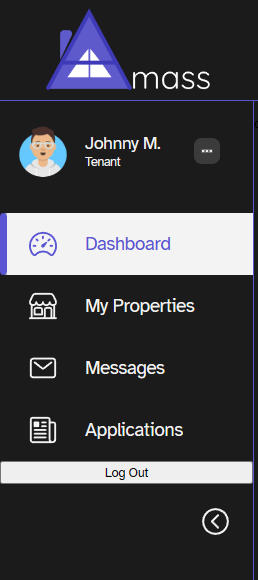 mass
Johnny M.
Tenant
Dashboard
My Properties
Messages
Applications
Log Out